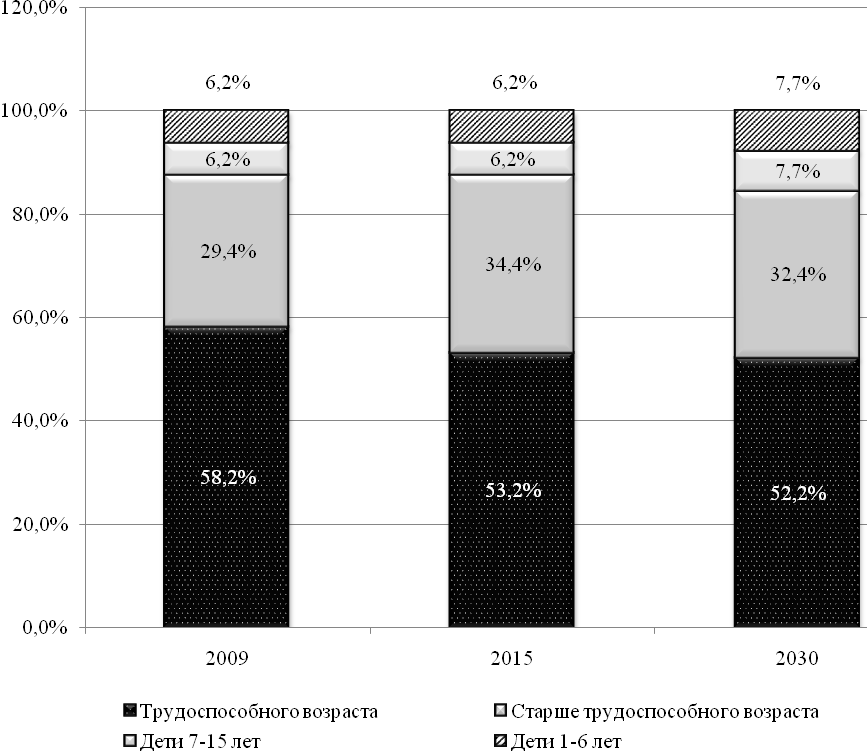 120,0%
6,2% 6,2% 7,7%
100,0%
6,2% 6,2% 7,7%
80,0%
29,4% 34,4% 32,4%
60,0%
40,0%
58,2% 53,2% 52,2%
20,0%
0,0%
2009 2015 2030
Трудоспособного возраста Старше трудоспособного возраста
Дети 7-15 лет Дети 1-6 лет